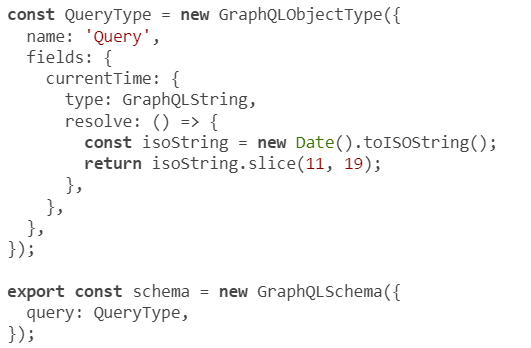 const QueryType = new GraphQLObjectType({
  name: 'Query',
  fields: {
    currentTime: {
      type: GraphQLString,
      resolve: () => {
        const isoString = new Date().toISOString();
        return isoString.slice(11, 19);
      },
    },
  },
});

export const schema = new GraphQLSchema({
  query: QueryType,
});